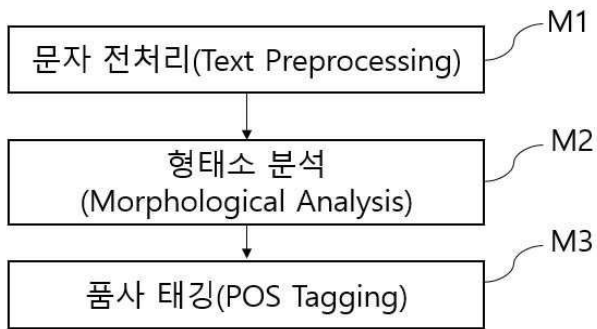 M1
문자 전처리(Text Preprocessing)
M2
형태소 분석
(Morphological Analysis)
M3
품사 태깅(POS Tagging)